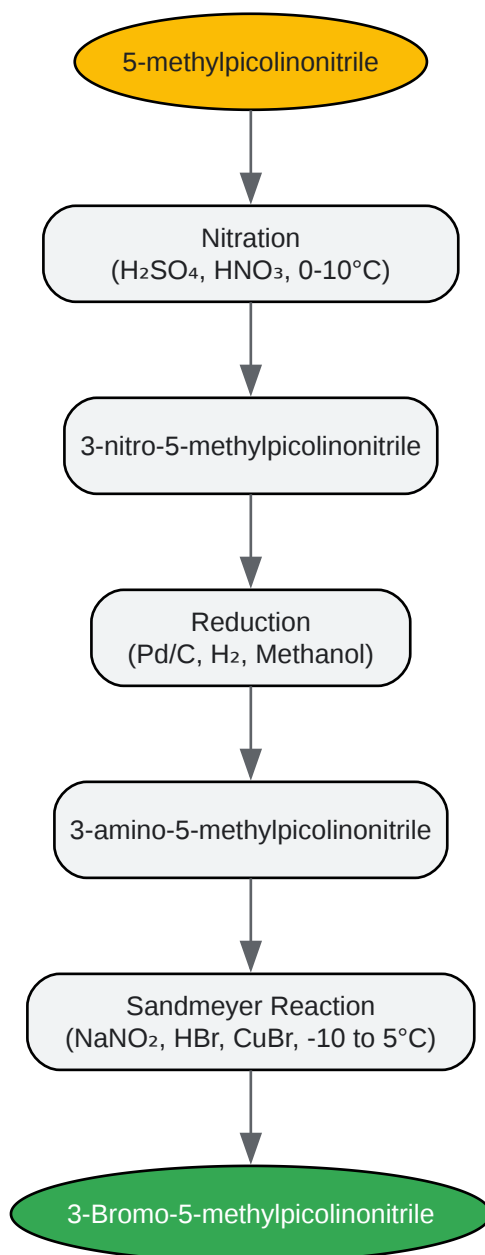 5-methylpicolinonitrile
Nitration
(H₂SO₄, HNO₃, 0-10°C)
3-nitro-5-methylpicolinonitrile
Reduction
(Pd/C, H₂, Methanol)
3-amino-5-methylpicolinonitrile
Sandmeyer Reaction
(NaNO₂, HBr, CuBr, -10 to 5°C)
3-Bromo-5-methylpicolinonitrile